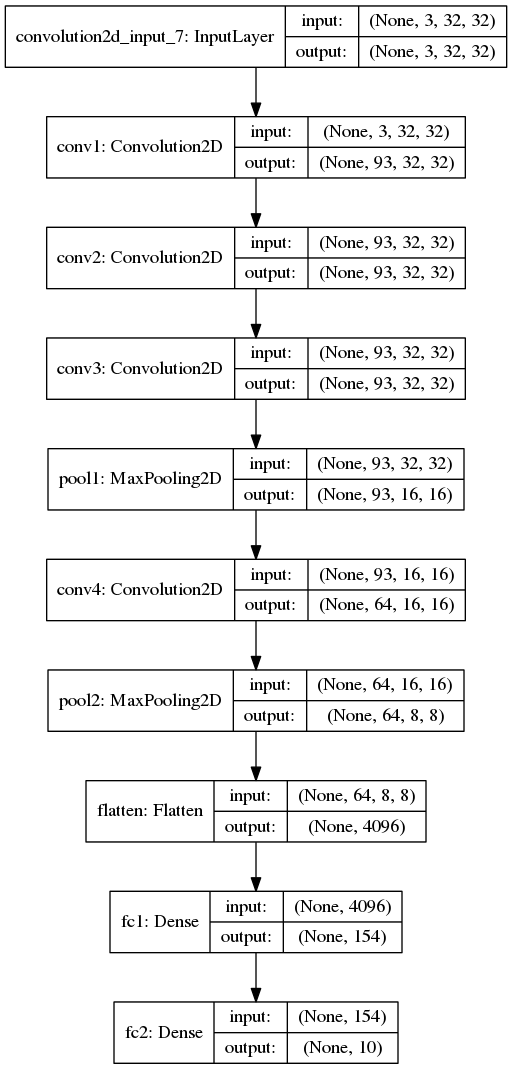 convolution2d_input_7: InputLayer
input: (None, 3, 32, 32)
output: (None, 3, 32, 32)
conv1: Convolution2D
input: (None, 3, 32, 32)
output: (None, 93, 32, 32)
conv2: Convolution2D
input: (None, 93, 32, 32)
output: (None, 93, 32, 32)
conv3: Convolution2D
input: (None, 93, 32, 32)
output: (None, 93, 32, 32)
pool1: MaxPooling2D
input: (None, 93, 32, 32)
output: (None, 93, 16, 16)
conv4: Convolution2D
input: (None, 93, 16, 16)
output: (None, 64, 16, 16)
pool2: MaxPooling2D
input: (None, 64, 16, 16)
output: (None, 64, 8, 8)
flatten: Flatten
input: (None, 64, 8, 8)
output: (None, 4096)
fc1: Dense
input: (None, 4096)
output: (None, 154)
fc2: Dense
input: (None, 154)
output: (None, 10)